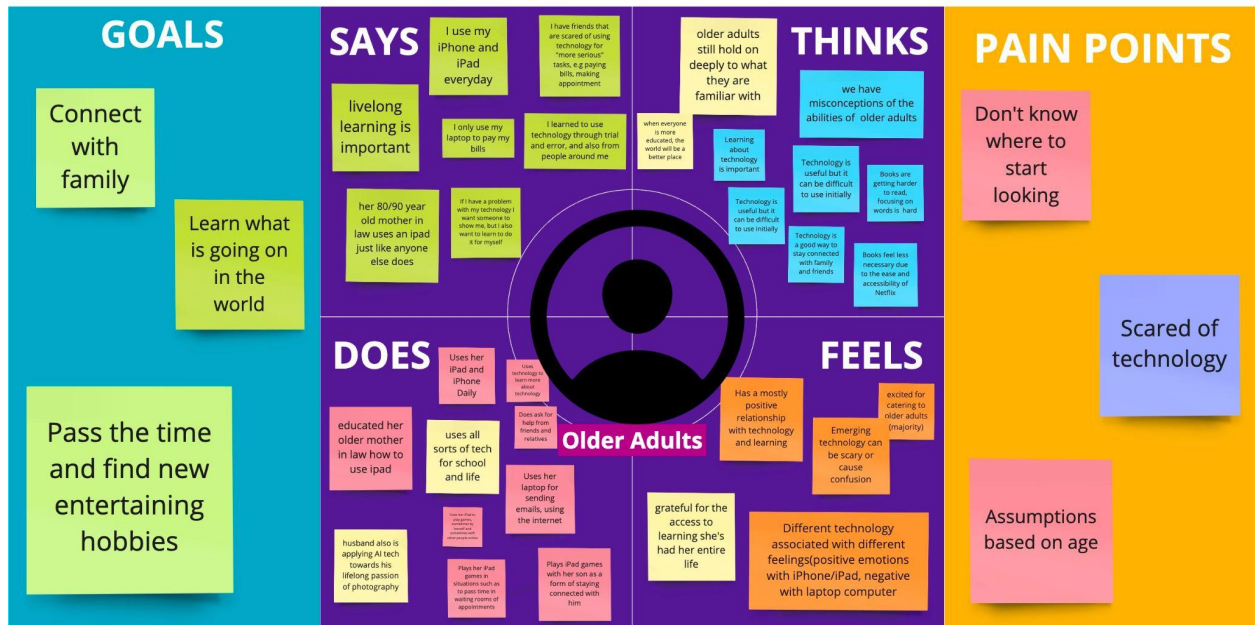 GOALS
Connect
with
family
Learn what
is going on
in the
world
Pass the time
and find new
entertaining
hobbies
SAYS
I use my
iPhone and
iPad
everyday
I have friends that
are scared of using
technology for
"more serious"
tasks, e.g paying
bills, making
appointment
livelong
learning is
important
I only use my
laptop to pay my
bills
I learned to use
technology through trial
and error, and also from
people around me
her 80/90 year
old mother in
law uses an ipad
just like anyone
else does
If I have a problem
with my technology I
want someone to
show me, but I also
want to learn to do
it for myself
THINKS
older adults
still hold on
deeply to what
they are
familiar with
we have
misconceptions of the
abilities of older adults
when everyone
is more
educated, the
world will be a
better place
Learning
about
technology
is important
Technology is
useful but it
can be difficult
to use initially
Books are
getting harder
to read,
focusing on
words is hard
Technology is
useful but it
can be difficult
to use initially
Technology is
a good way to
stay connected
with family
and friends
Books feel less
necessary due
to the ease and
accessibility of
Netflix
DOES
Uses her
iPad and
iPhone
Daily
Uses
technology to
learn more
about
technology
Does ask for
help from
friends and
relatives
educated her
older mother
in law how to
use ipad
uses all
sorts of tech
for school
and life
Uses her
laptop for
sending
emails, using
the internet
husband also is
applying AI tech
towards his
lifelong passion
of photography
Plays her iPad
games in
situations such as
to pass time in
waiting rooms of
appointments
Plays iPad games
with her son as a
form of staying
connected with
him
Older Adults
FEELS
Has a mostly
positive
relationship
with technology
and learning
excited for
catering to
older adults
(majority)
Emerging
technology can
be scary or
cause
confusion
grateful for the
access to
learning she's
had her entire
life
Different technology
associated with different
feelings(positive emotions
with iPhone/iPad, negative
with laptop computer
PAIN POINTS
Don't know
where to
start
looking
Scared of
technology
Assumptions
based on age